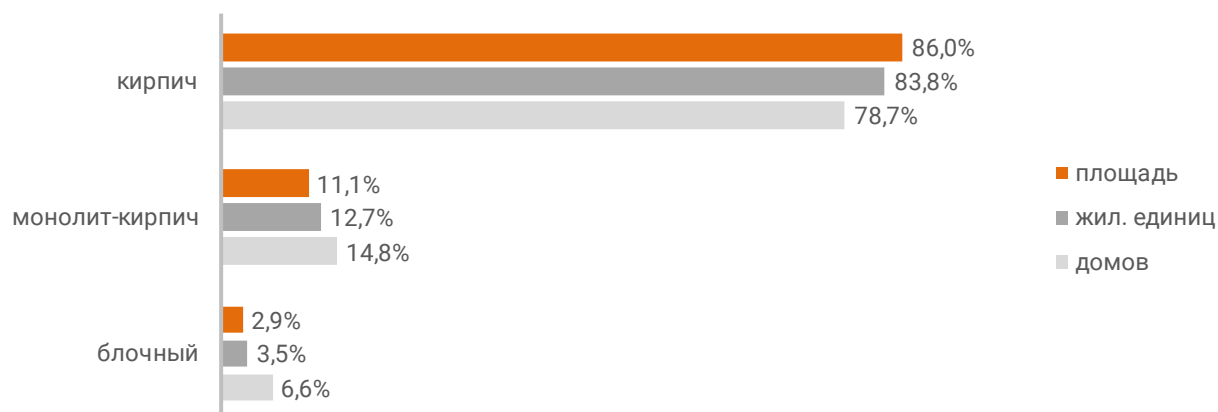 86,0%
кирпич
83,8%
78,7%
11,1%
монолит-кирпич
12,7%
14,8%
2,9%
блочный
3,5%
6,6%
площадь
жил. единиц
домов